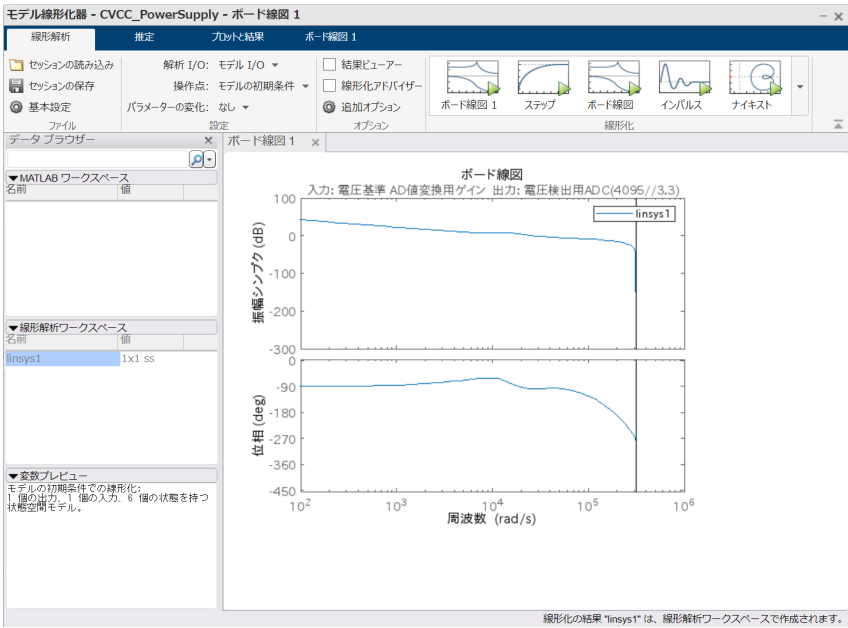 モデル線形化器 - CVCC_PowerSupply - ボード線図 1
線形解析 推定 プロットと結果 ボード線図 1
セッションの読み込み
セッションの保存
基本設定
ファイル
解析 I/O: モデル I/O
操作点: モデルの初期条件
パラメーターの変化: なし
設定
結果ビューアー
線形化アドバイザー
追加オプション
オプション
ボード線図 1 ステップ ボード線図 インパルス ナイキスト
線形化
データ ブラウザー
MATLAB ワークスペース
名前 値
線形解析ワークスペース
名前 値
linsys1 1x1 ss
変数プレビュー
モデルの初期条件での線形化:
1 個の出力、1 個の入力、6 個の状態を持つ
状態空間モデル。
ボード線図 1
ボード線図
入力: 電圧基準 AD値変換用ゲイン 出力: 電圧検出用ADC(4095//3.3)
linsys1
振幅シンプク (dB)
100
0
-100
-200
-300
位相 (deg)
0
-90
-180
-270
-360
-450
10² 10³ 10⁴ 10⁵ 10⁶
周波数 (rad/s)
線形化の結果 "linsys1" は、線形解析ワークスペースで作成されます。